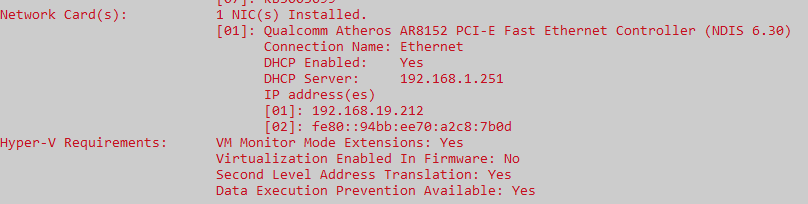 Network Card(s):           1 NIC(s) Installed.
                           [01]: Qualcomm Atheros AR8152 PCI-E Fast Ethernet Controller (NDIS 6.30)
                                 Connection Name: Ethernet
                                 DHCP Enabled:    Yes
                                 DHCP Server:     192.168.1.251
                                 IP address(es)
                                 [01]: 192.168.19.212
                                 [02]: fe80::94bb:ee70:a2c8:7b0d
Hyper-V Requirements:      VM Monitor Mode Extensions: Yes
                           Virtualization Enabled In Firmware: No
                           Second Level Address Translation: Yes
                           Data Execution Prevention Available: Yes